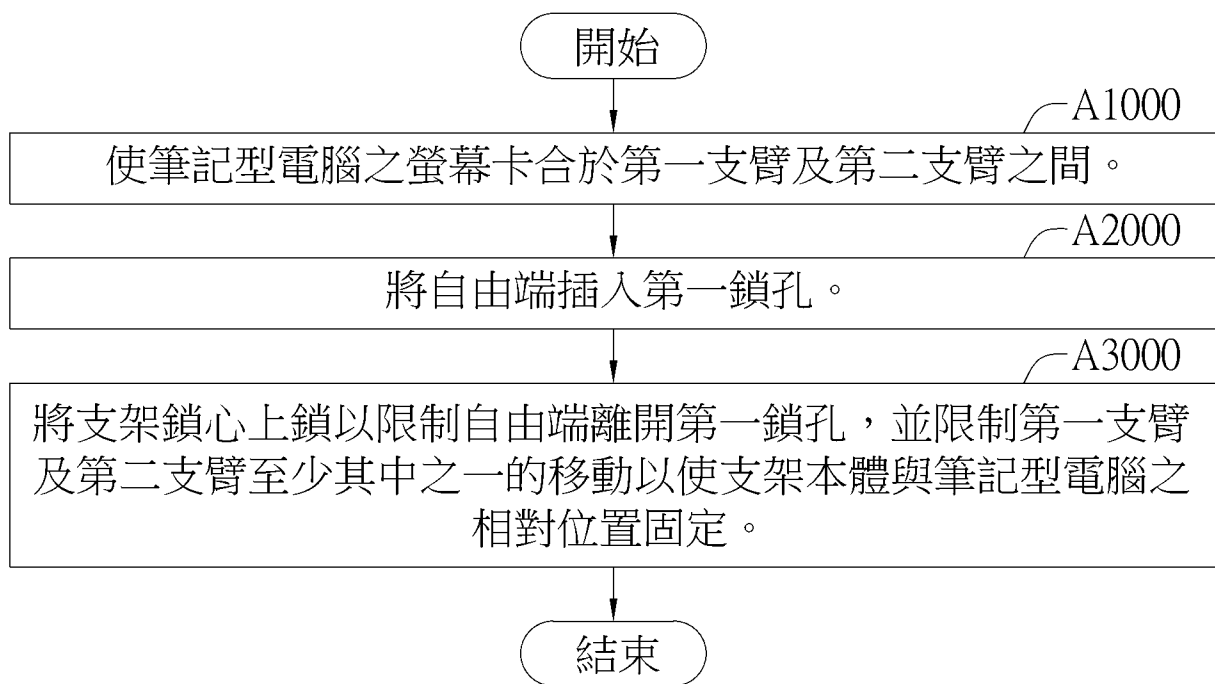 開始
A1000
使筆記型電腦之螢幕卡合於第一支臂及第二支臂之間。
A2000
將自由端插入第一鎖孔。
A3000
將支架鎖心上鎖以限制自由端離開第一鎖孔，並限制第一支臂
及第二支臂至少其中之一的移動以使支架本體與筆記型電腦之
相對位置固定。
結束